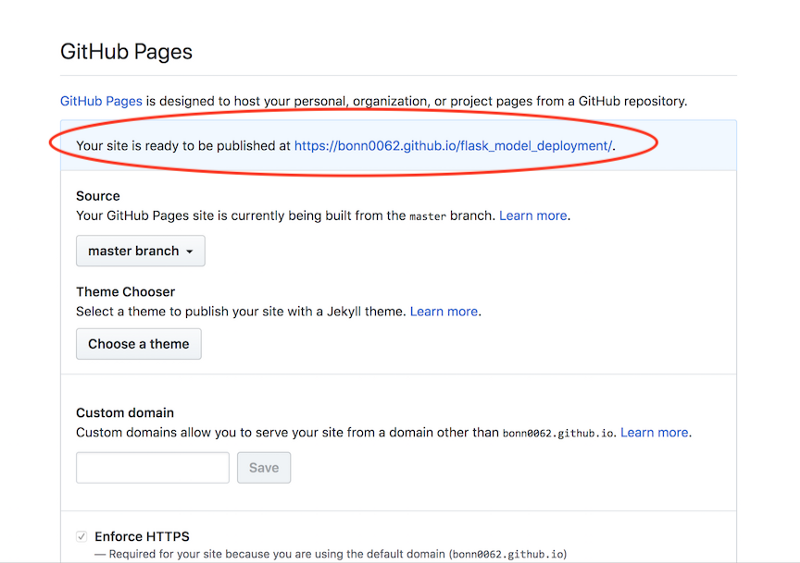 GitHub Pages
GitHub Pages is designed to host your personal, organization, or project pages from a GitHub repository.
Your site is ready to be published at https://bonn0062.github.io/flask_model_deployment/.
Source
Your GitHub Pages site is currently being built from the master branch. Learn more.
master branch
Theme Chooser
Select a theme to publish your site with a Jekyll theme. Learn more.
Choose a theme
Custom domain
Custom domains allow you to serve your site from a domain other than bonn0062.github.io. Learn more.
Save
Enforce HTTPS
— Required for your site because you are using the default domain (bonn0062.github.io)